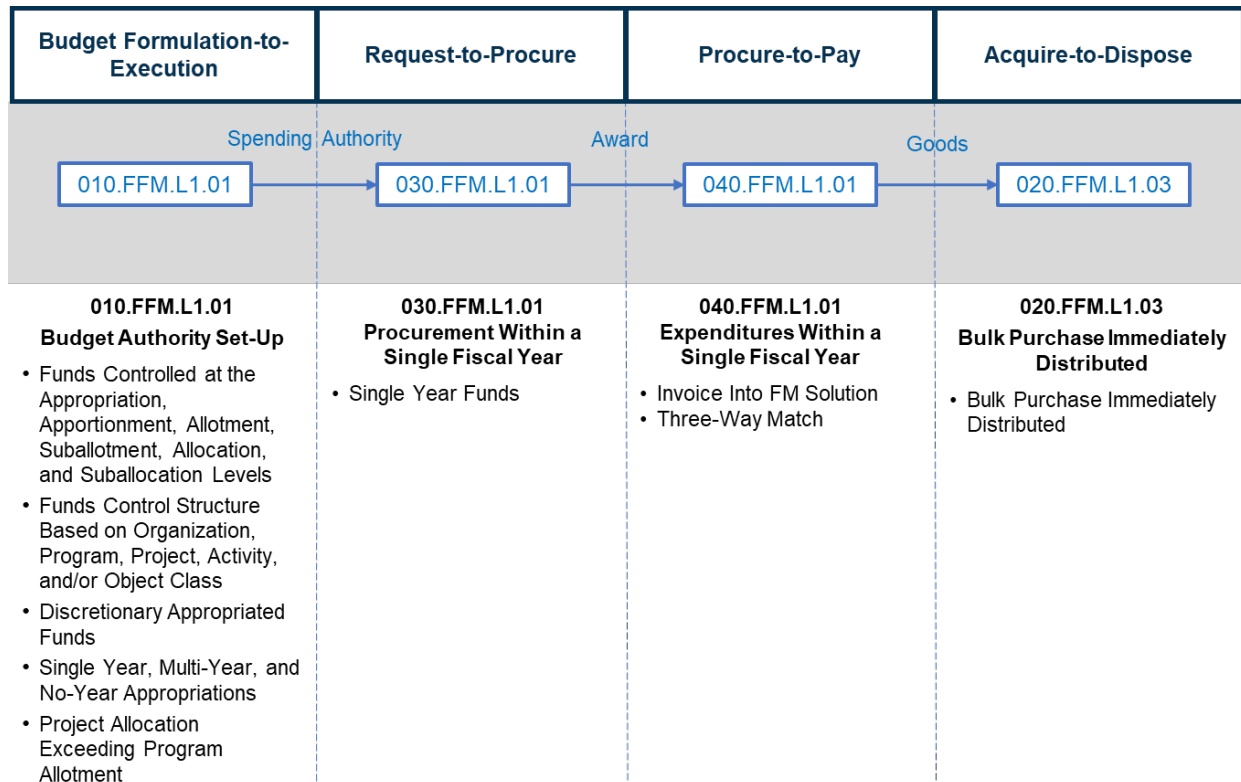 Budget Formulation-to-
Execution
Request-to-Procure
Procure-to-Pay
Acquire-to-Dispose
Spending Authority
Award
Goods
010.FFM.L1.01
030.FFM.L1.01
040.FFM.L1.01
020.FFM.L1.03
010.FFM.L1.01
Budget Authority Set-Up
• Funds Controlled at the
Appropriation,
Apportionment, Allotment,
Suballotment, Allocation,
and Suballocation Levels
• Funds Control Structure
Based on Organization,
Program, Project, Activity,
and/or Object Class
• Discretionary Appropriated
Funds
• Single Year, Multi-Year, and
No-Year Appropriations
• Project Allocation
Exceeding Program
Allotment
030.FFM.L1.01
Procurement Within a
Single Fiscal Year
• Single Year Funds
040.FFM.L1.01
Expenditures Within a
Single Fiscal Year
• Invoice Into FM Solution
• Three-Way Match
020.FFM.L1.03
Bulk Purchase Immediately
Distributed
• Bulk Purchase Immediately
Distributed